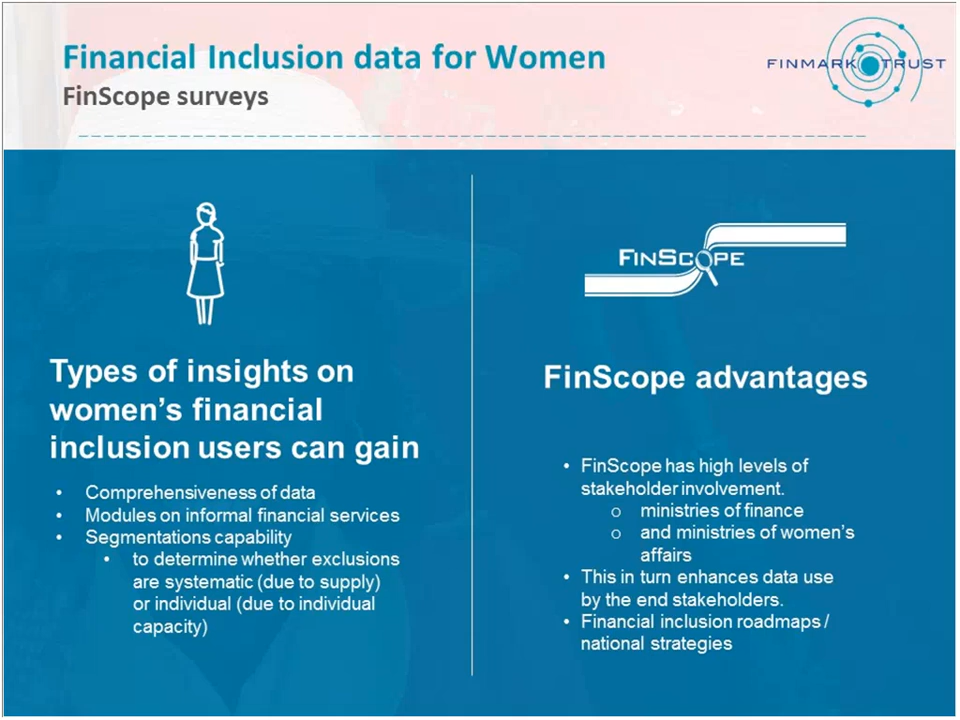 Financial Inclusion data for Women
FinScope surveys
FINMARK TRUST
Types of insights on
women's financial
inclusion users can gain
• Comprehensiveness of data
• Modules on informal financial services
• Segmentations capability
• to determine whether exclusions
are systematic (due to supply)
or individual (due to individual
capacity)
FINSCOPE
FinScope advantages
• FinScope has high levels of
stakeholder involvement.
o ministries of finance
o and ministries of women's
affairs
• This in turn enhances data use
by the end stakeholders.
• Financial inclusion roadmaps /
national strategies